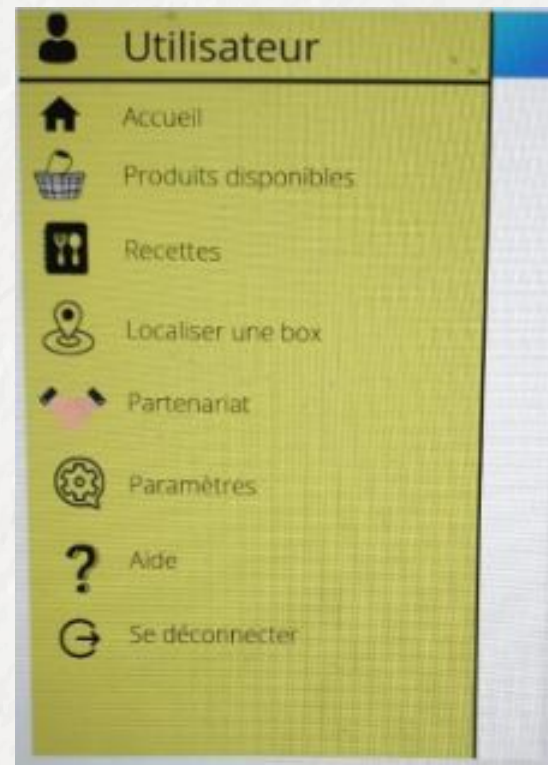 Utilisateur
Accueil
Produits disponibles
Recettes
Localiser une box
Partenariat
Paramètres
Aide
Se déconnecter